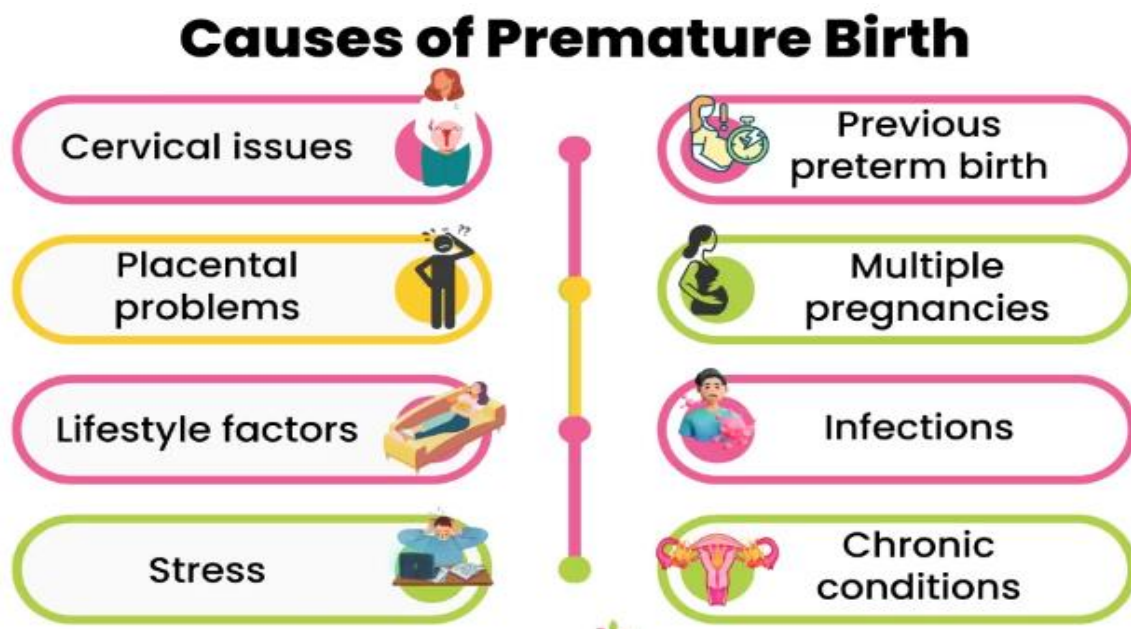 Causes of Premature Birth
Cervical issues
Previous
preterm birth
Placental
problems
Multiple
pregnancies
Lifestyle factors
Infections
Stress
Chronic
conditions
??